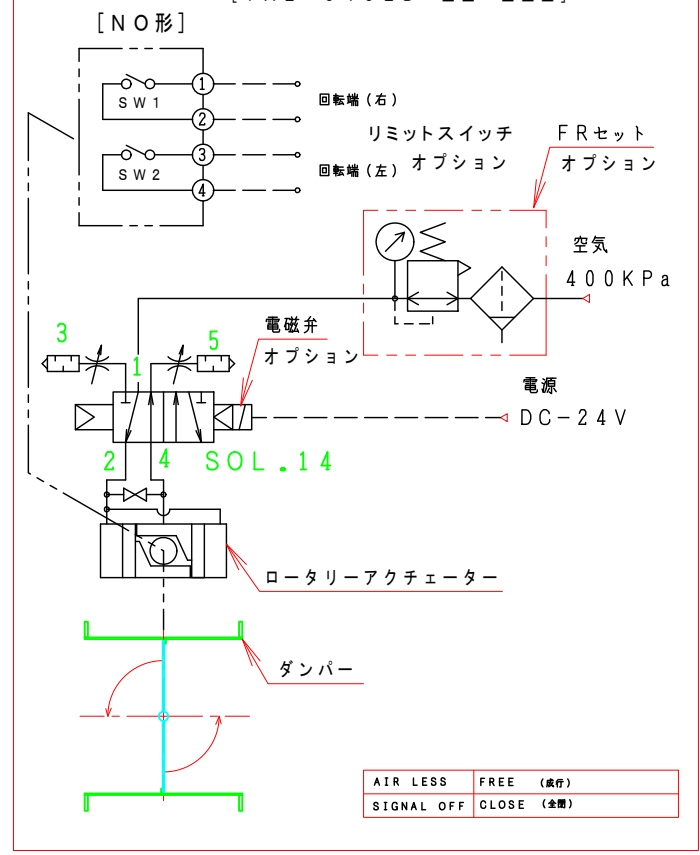 [NO形]
1
SW1
2
回転端(右)
3
SW2
4
回転端(左)
リミットスイッチ
オプション
FRセット
オプション
空気
400KPa
電磁弁
オプション
3
1
5
電源
DC-24V
2
4
SOL.14
ロータリーアクチェーター
ダンパー
AIR LESS FREE (成行)
SIGNAL OFF CLOSE (全閉)